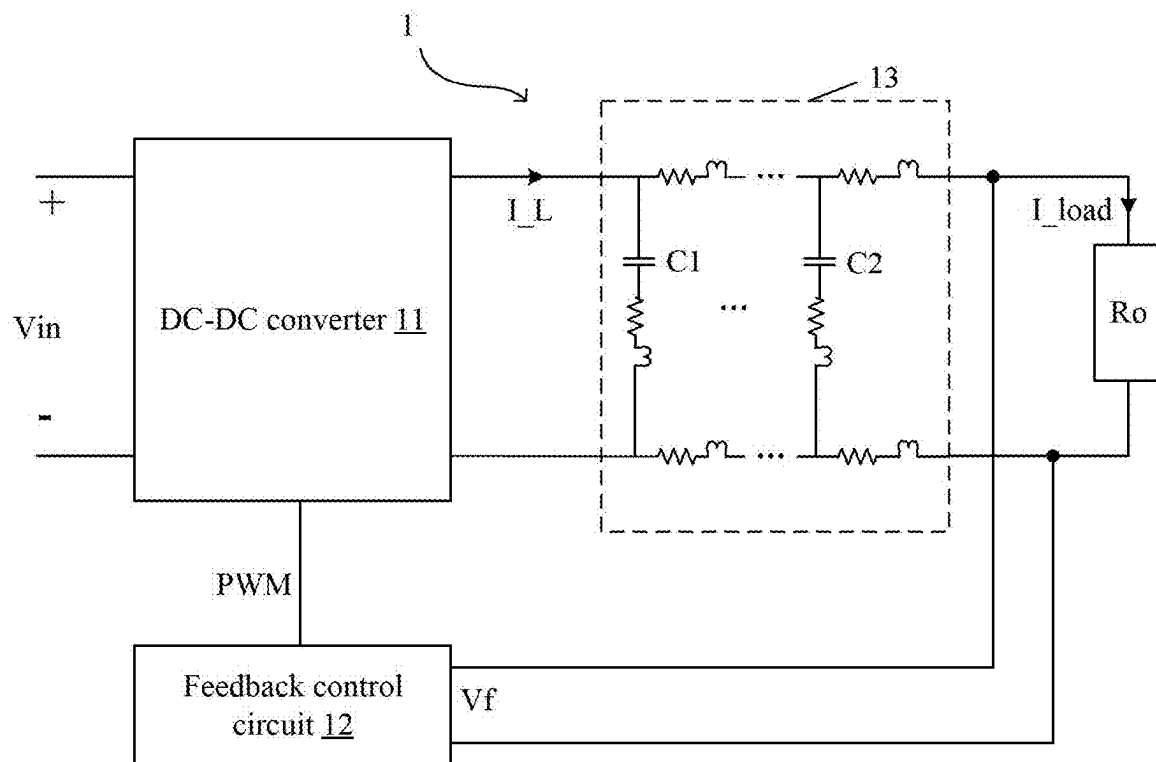 1
13
+
I_L
I_load
C1
C2
...
...
...
...
Vin
DC-DC converter 11
Ro
-
PWM
Feedback control
circuit 12
Vf